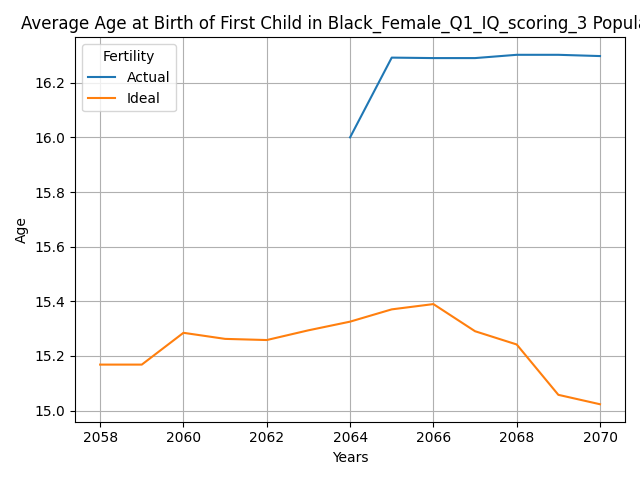 Average Age at Birth of First Child in Black_Female_Q1_IQ_scoring_3 Popula
Fertility
Actual
Ideal
16.2
16.0
15.8
15.6
15.4
15.2
15.0
Age
2058 2060 2062 2064 2066 2068 2070
Years